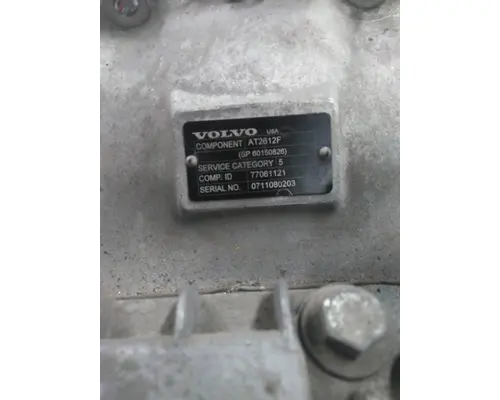 VOLVO USA
COMPONENT AT2612F
(SP 60150826)
SERVICE CATEGORY 5
COMP. ID 77061121
SERIAL NO. 0711080203